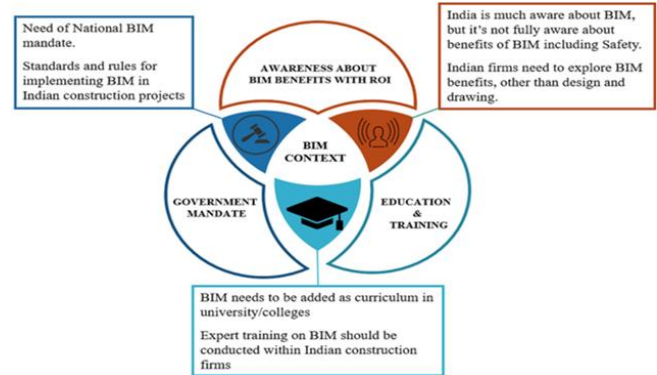 Need of National BIM
mandate.
Standards and rules for
implementing BIM in
Indian construction projects
India is much aware about BIM,
but it's not fully aware about
benefits of BIM including Safety.
Indian firms need to explore BIM
benefits, other than design and
drawing.
AWARENESS ABOUT
BIM BENEFITS WITH ROI
BIM
CONTEXT
GOVERNMENT
MANDATE
EDUCATION
&
TRAINING
BIM needs to be added as curriculum in
university/colleges
Expert training on BIM should be
conducted within Indian construction
firms